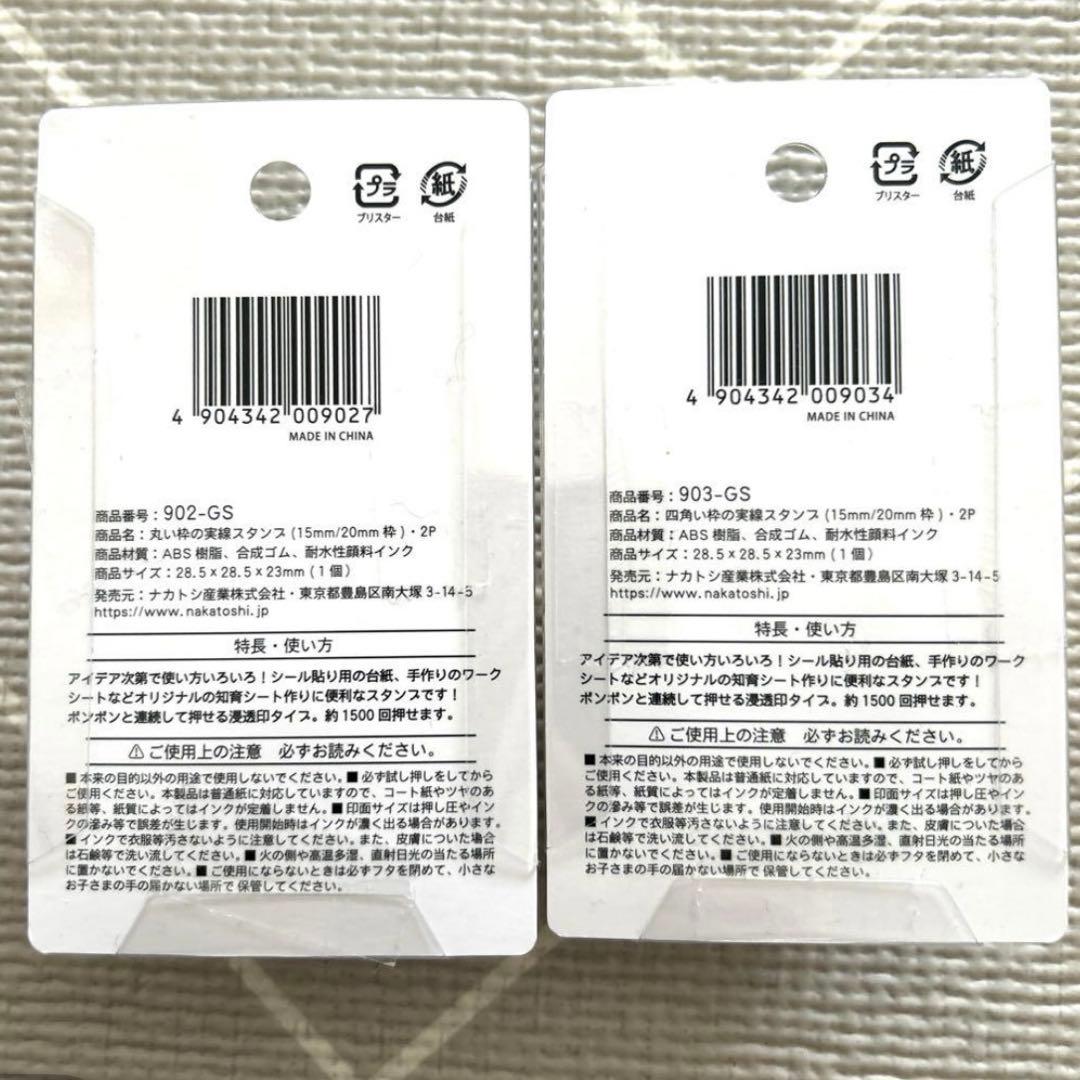 プラ
ブリスター
紙
台紙
4 904342 009027
MADE IN CHINA
商品番号：902-GS
商品名：丸い枠の実線スタンプ(15mm/20mm枠)・2P
商品材質：ABS樹脂、合成ゴム、耐水性顔料インク
商品サイズ：28.5×28.5×23mm(1個)
発売元：ナカトシ産業株式会社・東京都豊島区南大塚3-14-5
https://www.nakatoshi.jp
特長・使い方
アイデア次第で使い方いろいろ！シール貼り用の台紙、手作りのワーク
シートなどオリジナルの知育シート作りに便利なスタンプです！
ポンポンと連続して押せる浸透印タイプ。約1500回押せます。
⚠ご使用上の注意 必ずお読みください。
■本来の目的以外の用途で使用しないでください。■必ず試し押しをしてから
ご使用ください。本製品は普通紙に対応していますので、コート紙やツヤのあ
る紙等、紙質によってはインクが定着しません。■印面サイズは押し圧やイン
クの滲み等で誤差が生じます。使用開始時はインクが濃く出る場合があります。
■インクで衣服等汚さないように注意してください。また、皮膚についた場合
は石鹸等で洗い流してください。■火の側や高温多湿、直射日光の当たる場所
に置かないでください。■ご使用にならないときは必ずフタを閉めて、小さな
お子さまの手の届かない場所で保管してください。
プラ
ブリスター
紙
台紙
4 904342 009034
MADE IN CHINA
商品番号：903-GS
商品名：四角い枠の実線スタンプ(15mm/20mm枠)・2P
商品材質：ABS樹脂、合成ゴム、耐水性顔料インク
商品サイズ：28.5×28.5×23mm(1個)
発売元：ナカトシ産業株式会社・東京都豊島区南大塚3-14-5
https://www.nakatoshi.jp
特長・使い方
アイデア次第で使い方いろいろ！シール貼り用の台紙、手作りのワーク
シートなどオリジナルの知育シート作りに便利なスタンプです！
ポンポンと連続して押せる浸透印タイプ。約1500回押せます。
⚠ご使用上の注意 必ずお読みください。
■本来の目的以外の用途で使用しないでください。■必ず試し押しをしてから
ご使用ください。本製品は普通紙に対応していますので、コート紙やツヤのあ
る紙等、紙質によってはインクが定着しません。■印面サイズは押し圧やイン
クの滲み等で誤差が生じます。使用開始時はインクが濃く出る場合があります。
■インクで衣服等汚さないように注意してください。また、皮膚についた場合
は石鹸等で洗い流してください。■火の側や高温多湿、直射日光の当たる場所
に置かないでください。■ご使用にならないときは必ずフタを閉めて、小さな
お子さまの手の届かない場所で保管してください。